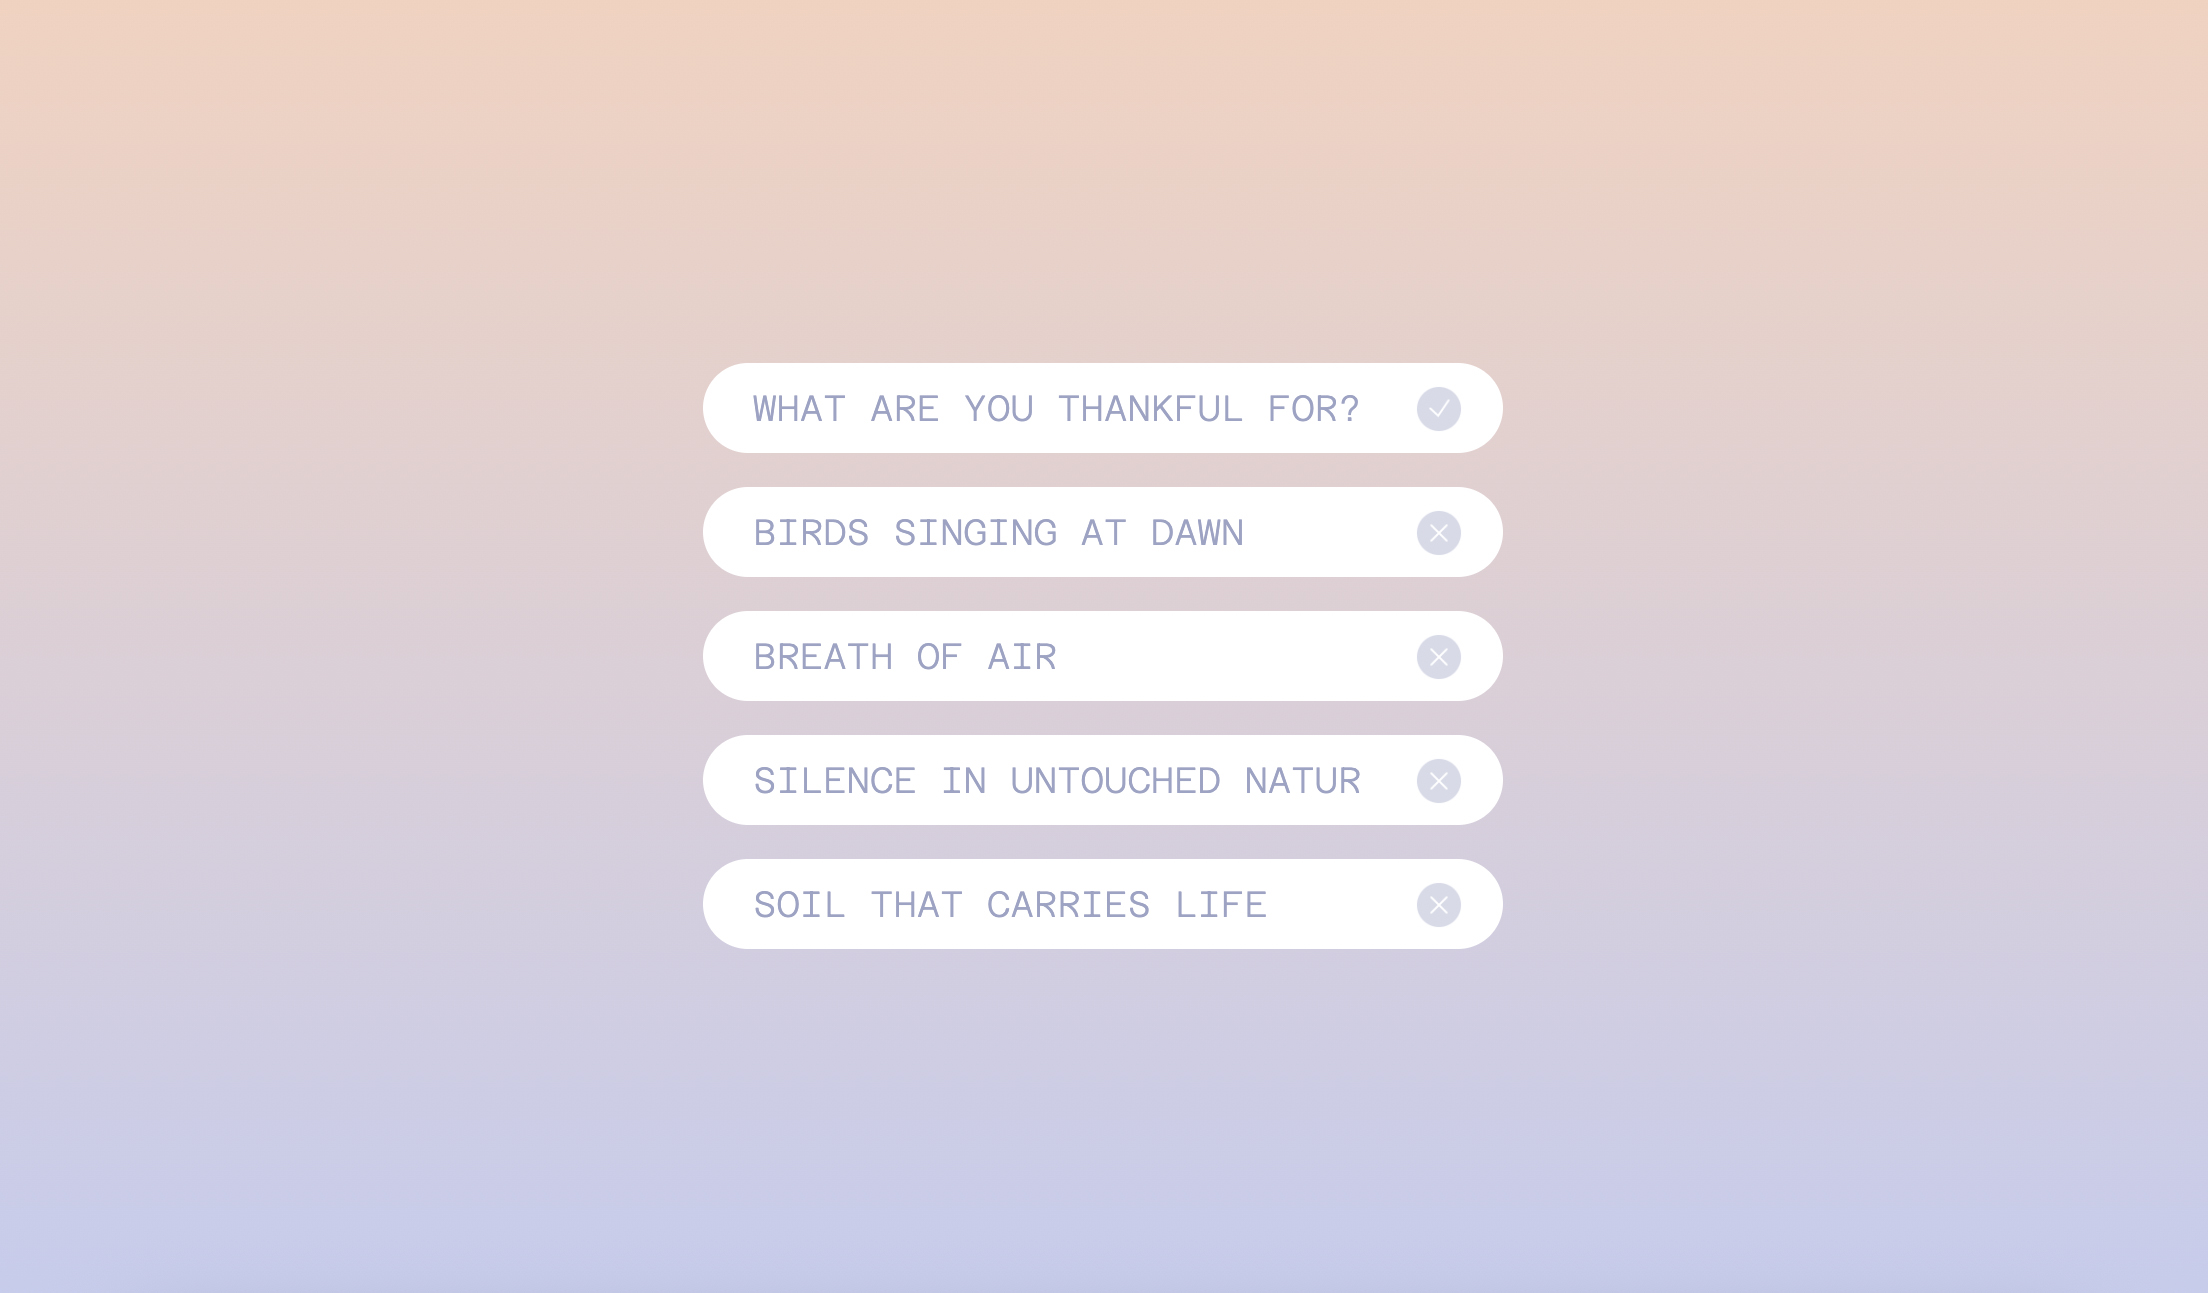 WHAT ARE YOU THANKFUL FOR?
BIRDS SINGING AT DAWN
BREATH OF AIR
SILENCE IN UNTOUCHED NATUR
SOIL THAT CARRIES LIFE